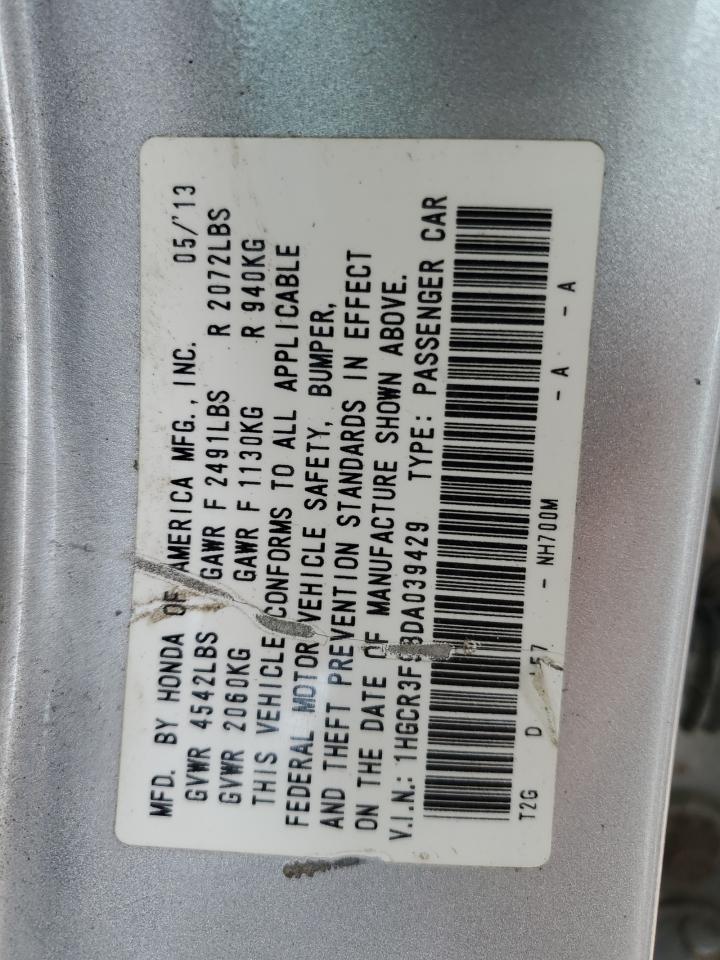 MFD. BY HONDA OF AMERICA MFG., INC. 05/'13
GVWR 4542LBS GAWR F 2491LBS R 2072LBS
GVWR 2060KG GAWR F 1130KG R 940KG
THIS VEHICLE CONFORMS TO ALL APPLICABLE
FEDERAL MOTOR VEHICLE SAFETY, BUMPER,
AND THEFT PREVENTION STANDARDS IN EFFECT
ON THE DATE OF MANUFACTURE SHOWN ABOVE.
V.I.N.: 1HGCR3F98DA039429 TYPE: PASSENGER CAR
T2G D - NH700M - A - A